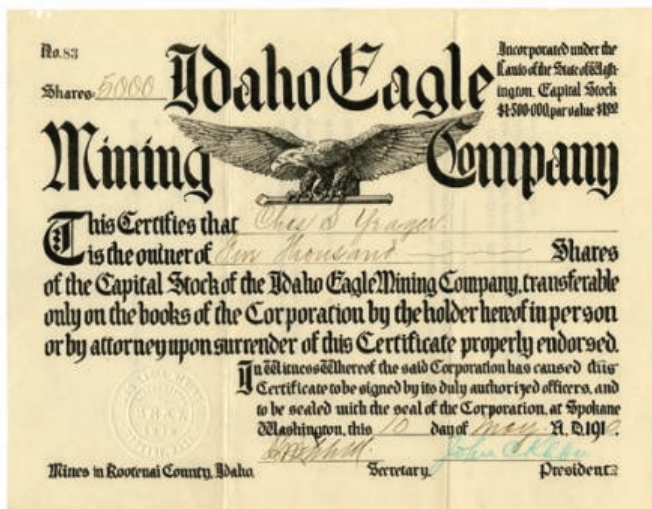 No. 83
Shares 5000
Idaho Eagle
Mining Company
Incorporated under the
Laws of the State of Wash-
ington. Capital Stock
$1,500,000, par value $1.00
This Certifies that Chas
is the owner of Thousand Shares
of the Capital Stock of the Idaho Eagle Mining Company, transferable
only on the books of the Corporation by the holder hereof in person
or by attorney upon surrender of this Certificate properly endorsed.
In Witness Whereof the said Corporation has caused this
Certificate to be signed by its duly authorized officers, and
to be sealed with the seal of the Corporation, at Spokane
Washington, this 10 day of May A. D. 1910.
John
Mines in Kootenai County, Idaho. Secretary. President.